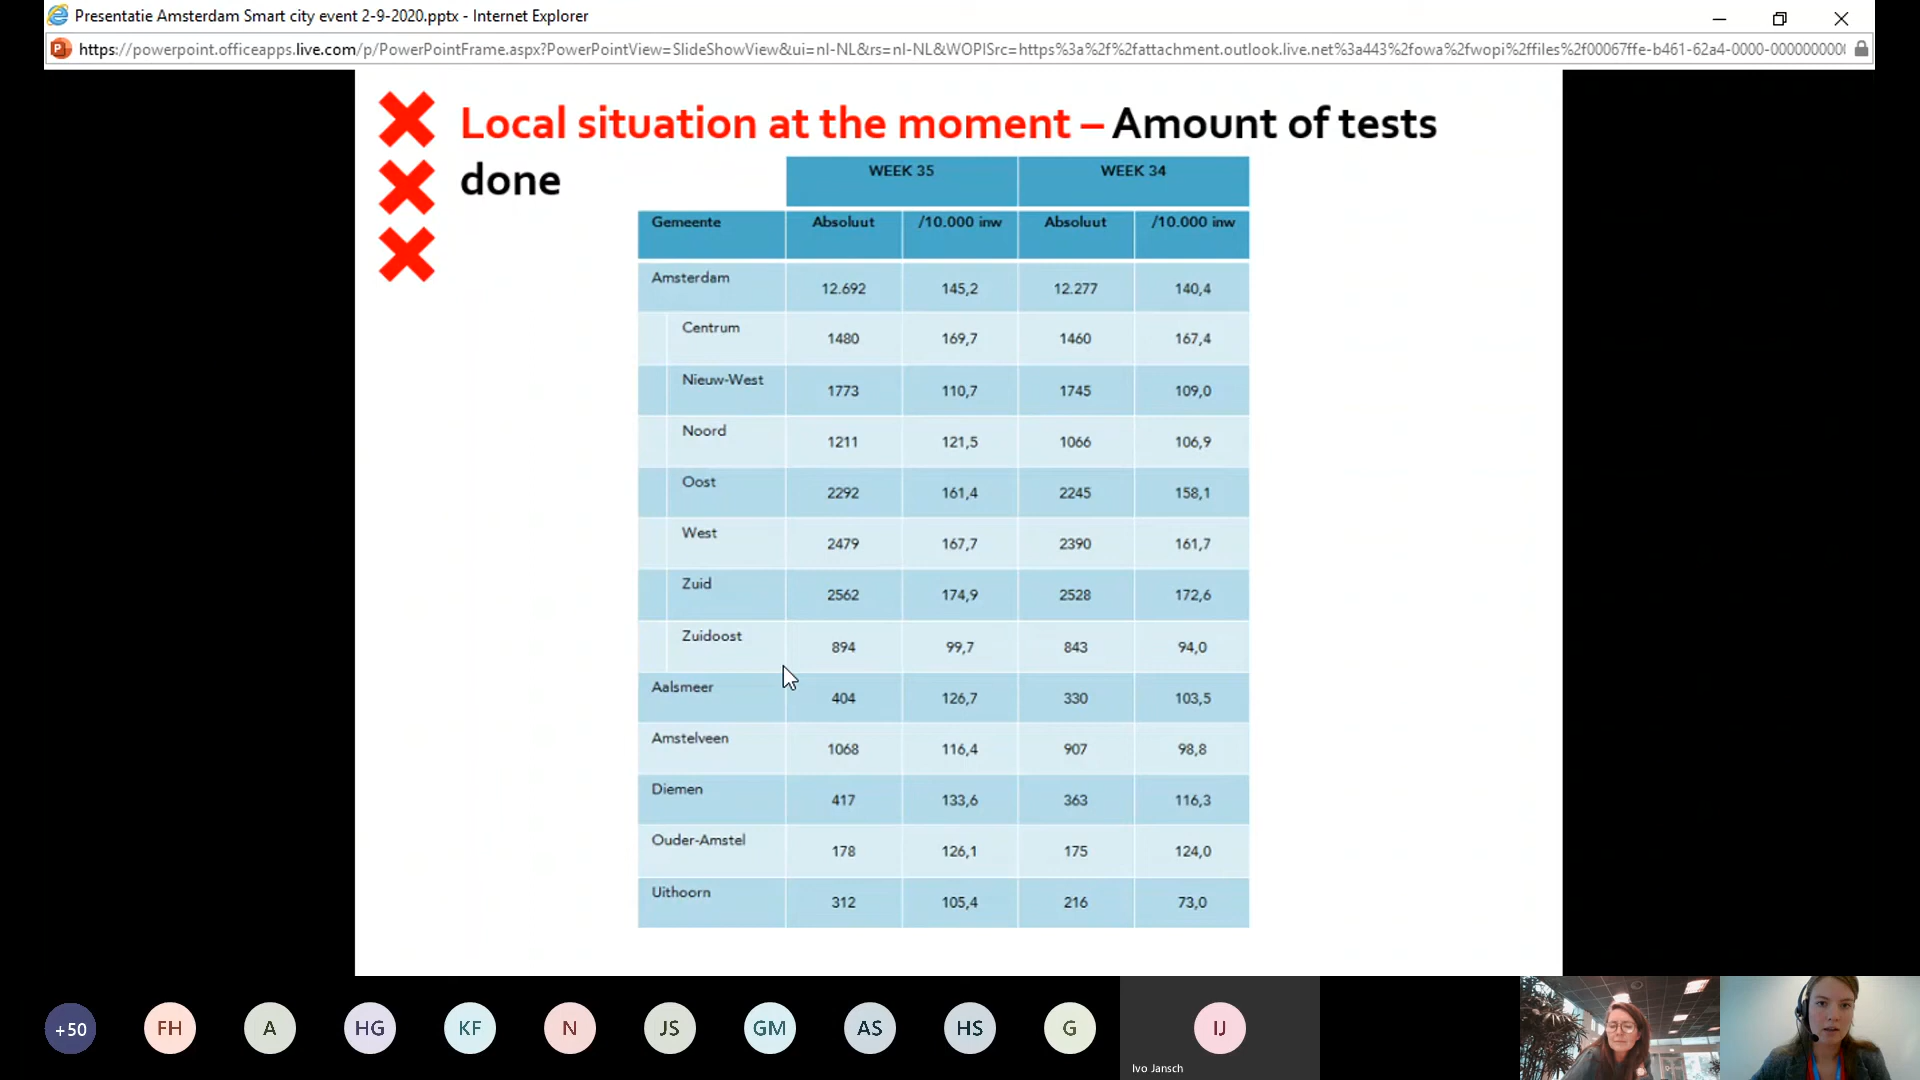 Presentatie Amsterdam Smart city event 2-9-2020.pptx - Internet Explorer
https://powerpoint.officeapps.live.com/p/PowerPointFrame.aspx?PowerPointView=SlideShowView&ui=nl-NL&rs=nl-NL&WOPISrc=https%3a%2f%2fattachment.outlook.live.net%3a443%2fowa%2fwopi%2ffiles%2f00067ffe-b461-62a4-0000-000000000
Local situation at the moment – Amount of tests
done
WEEK 35 WEEK 34
Gemeente Absoluut /10.000 inw Absoluut /10.000 inw
Amsterdam 12.692 145,2 12.277 140,4
Centrum 1480 169,7 1460 167,4
Nieuw-West 1773 110,7 1745 109,0
Noord 1211 121,5 1066 106,9
Oost 2292 161,4 2245 158,1
West 2479 167,7 2390 161,7
Zuid 2562 174,9 2528 172,6
Zuidoost 894 99,7 843 94,0
Aalsmeer 404 126,7 330 103,5
Amstelveen 1068 116,4 907 98,8
Diemen 417 133,6 363 116,3
Ouder-Amstel 178 126,1 175 124,0
Uithoorn 312 105,4 216 73,0
+50 FH A HG KF N JS GM AS HS G IJ
Ivo Jansch